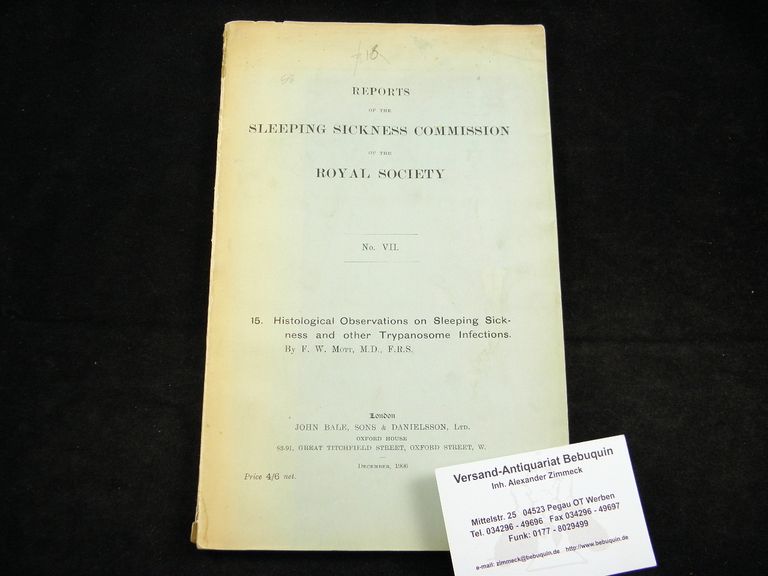 REPORTS
OF THE
SLEEPING SICKNESS COMMISSION
OF THE
ROYAL SOCIETY
No. VII.
15. Histological Observations on Sleeping Sick-
ness and other Trypanosome Infections.
By F. W. Mott, M.D., F.R.S.
London
JOHN BALE, SONS & DANIELSSON, Ltd.
OXFORD HOUSE
83-91, GREAT TITCHFIELD STREET, OXFORD STREET, W.
December, 1906
Price 4/6 net.
Versand-Antiquariat Bebuquin
Inh. Alexander Zimmeck
Mittelstr. 25 04523 Pegau OT Werben
Tel. 034296 - 49696 Fax 034296 - 49697
Funk: 0177 - 8029499
e-mail: zimmeck@bebuquin.de http://www.bebuquin.de